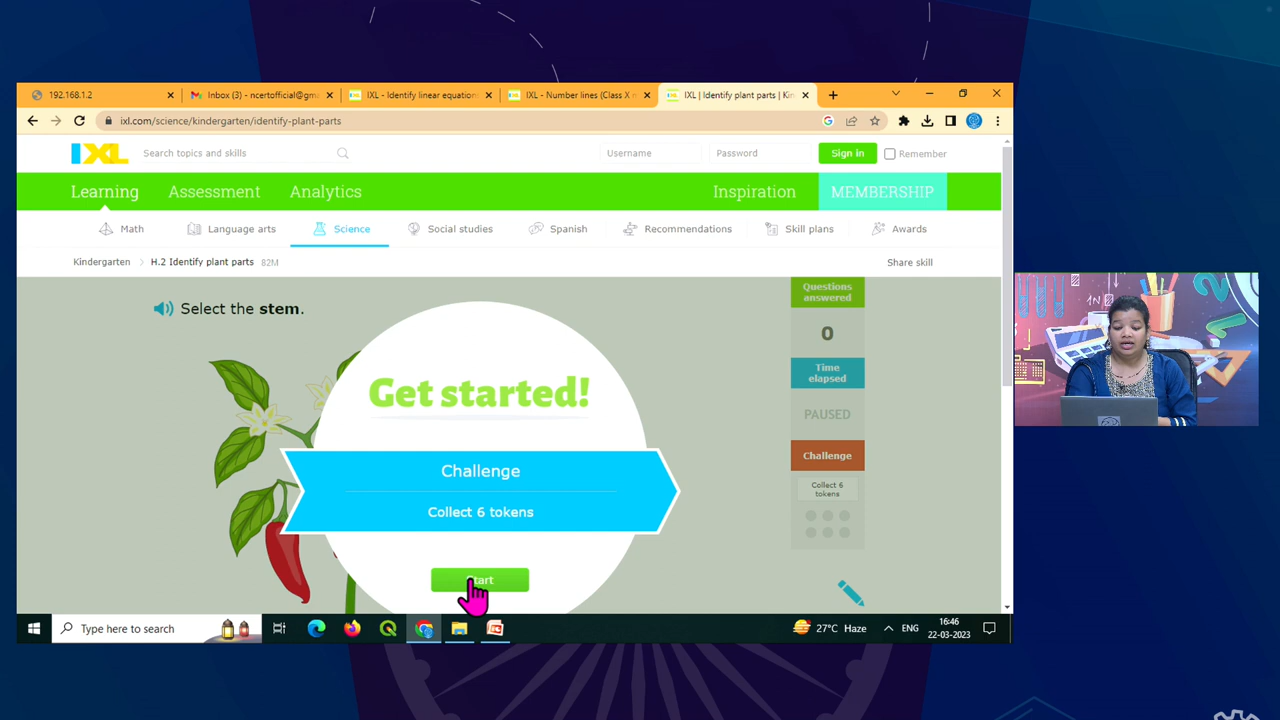 192.168.1.2
Inbox (3) - ncertofficial@gma
IXL - Identify linear equation
IXL - Number lines (Class X m
IXL | Identify plant parts | Kin
ixl.com/science/kindergarten/identify-plant-parts
IXL
Search topics and skills
Username
Password
Sign in
Remember
Learning
Assessment
Analytics
Inspiration
MEMBERSHIP
Math
Language arts
Science
Social studies
Spanish
Recommendations
Skill plans
Awards
Kindergarten
H.2 Identify plant parts 82M
Share skill
Select the stem.
Get started!
Challenge
Collect 6 tokens
Start
Questions
answered
0
Time
elapsed
PAUSED
Challenge
Collect 6
tokens
Type here to search
27°C Haze
ENG
16:46
22-03-2023